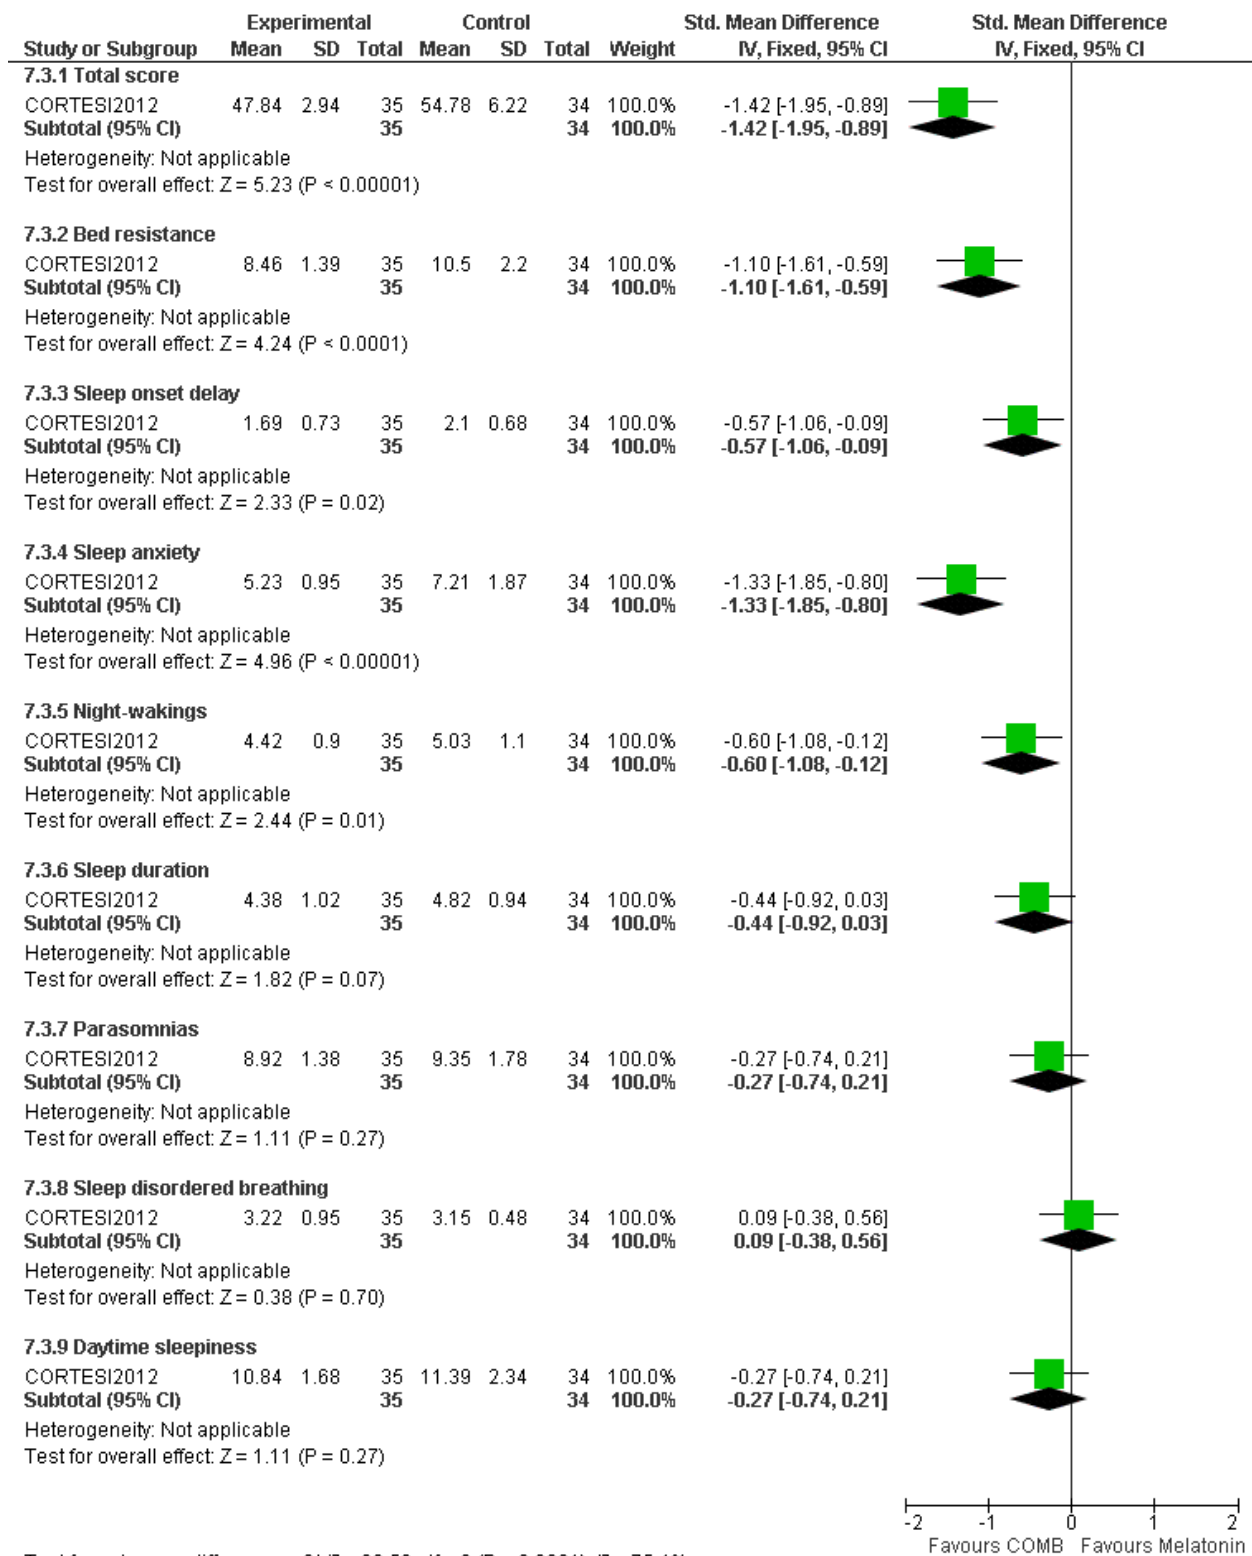 Experimental Control Std. Mean Difference Std. Mean Difference
Study or Subgroup Mean SD Total Mean SD Total Weight IV, Fixed, 95% CI IV, Fixed, 95% CI
7.3.1 Total score
CORTESI2012 47.84 2.94 35 54.78 6.22 34 100.0% -1.42 [-1.95, -0.89]
Subtotal (95% CI) 35 34 100.0% -1.42 [-1.95, -0.89]
Heterogeneity: Not applicable
Test for overall effect: Z = 5.23 (P < 0.00001)
7.3.2 Bed resistance
CORTESI2012 8.46 1.39 35 10.5 2.2 34 100.0% -1.10 [-1.61, -0.59]
Subtotal (95% CI) 35 34 100.0% -1.10 [-1.61, -0.59]
Heterogeneity: Not applicable
Test for overall effect: Z = 4.24 (P < 0.0001)
7.3.3 Sleep onset delay
CORTESI2012 1.69 0.73 35 2.1 0.68 34 100.0% -0.57 [-1.06, -0.09]
Subtotal (95% CI) 35 34 100.0% -0.57 [-1.06, -0.09]
Heterogeneity: Not applicable
Test for overall effect: Z = 2.33 (P = 0.02)
7.3.4 Sleep anxiety
CORTESI2012 5.23 0.95 35 7.21 1.87 34 100.0% -1.33 [-1.85, -0.80]
Subtotal (95% CI) 35 34 100.0% -1.33 [-1.85, -0.80]
Heterogeneity: Not applicable
Test for overall effect: Z = 4.96 (P < 0.00001)
7.3.5 Night-wakings
CORTESI2012 4.42 0.9 35 5.03 1.1 34 100.0% -0.60 [-1.08, -0.12]
Subtotal (95% CI) 35 34 100.0% -0.60 [-1.08, -0.12]
Heterogeneity: Not applicable
Test for overall effect: Z = 2.44 (P = 0.01)
7.3.6 Sleep duration
CORTESI2012 4.38 1.02 35 4.82 0.94 34 100.0% -0.44 [-0.92, 0.03]
Subtotal (95% CI) 35 34 100.0% -0.44 [-0.92, 0.03]
Heterogeneity: Not applicable
Test for overall effect: Z = 1.82 (P = 0.07)
7.3.7 Parasomnias
CORTESI2012 8.92 1.38 35 9.35 1.78 34 100.0% -0.27 [-0.74, 0.21]
Subtotal (95% CI) 35 34 100.0% -0.27 [-0.74, 0.21]
Heterogeneity: Not applicable
Test for overall effect: Z = 1.11 (P = 0.27)
7.3.8 Sleep disordered breathing
CORTESI2012 3.22 0.95 35 3.15 0.48 34 100.0% 0.09 [-0.38, 0.56]
Subtotal (95% CI) 35 34 100.0% 0.09 [-0.38, 0.56]
Heterogeneity: Not applicable
Test for overall effect: Z = 0.38 (P = 0.70)
7.3.9 Daytime sleepiness
CORTESI2012 10.84 1.68 35 11.39 2.34 34 100.0% -0.27 [-0.74, 0.21]
Subtotal (95% CI) 35 34 100.0% -0.27 [-0.74, 0.21]
Heterogeneity: Not applicable
Test for overall effect: Z = 1.11 (P = 0.27)
-2 -1 0 1 2
Favours COMB Favours Melatonin